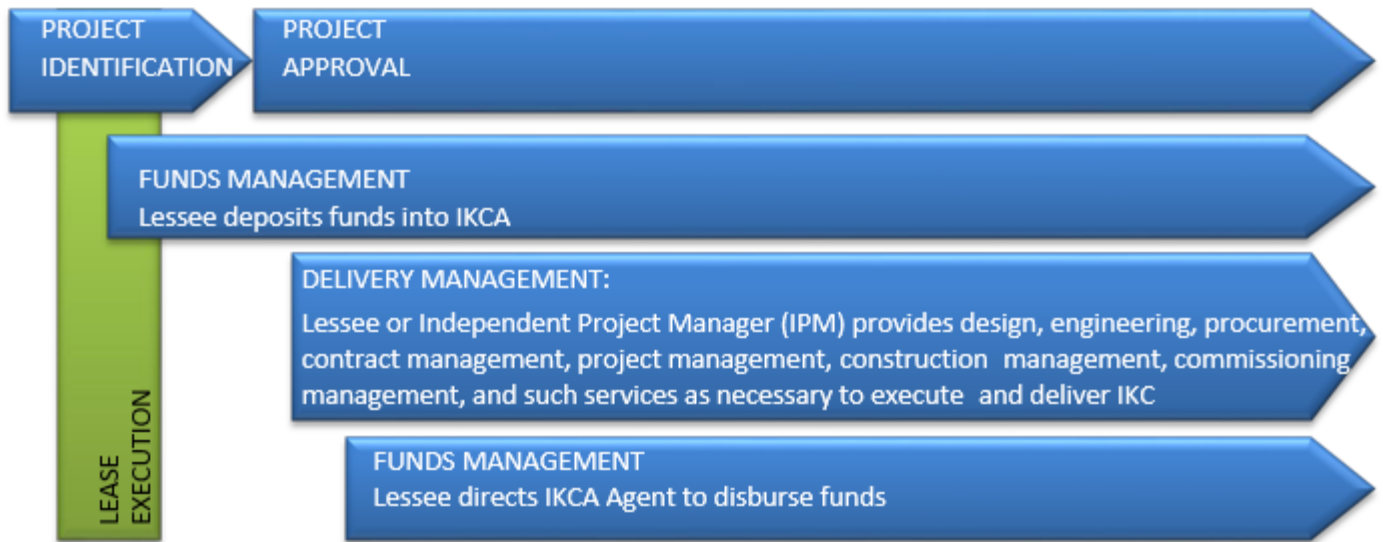 PROJECT
IDENTIFICATION
PROJECT
APPROVAL
FUNDS MANAGEMENT
Lessee deposits funds into IKCA
DELIVERY MANAGEMENT:
Lessee or Independent Project Manager (IPM) provides design, engineering, procurement,
contract management, project management, construction management, commissioning
management, and such services as necessary to execute and deliver IKC
FUNDS MANAGEMENT
Lessee directs IKCA Agent to disburse funds
LEASE
EXECUTION